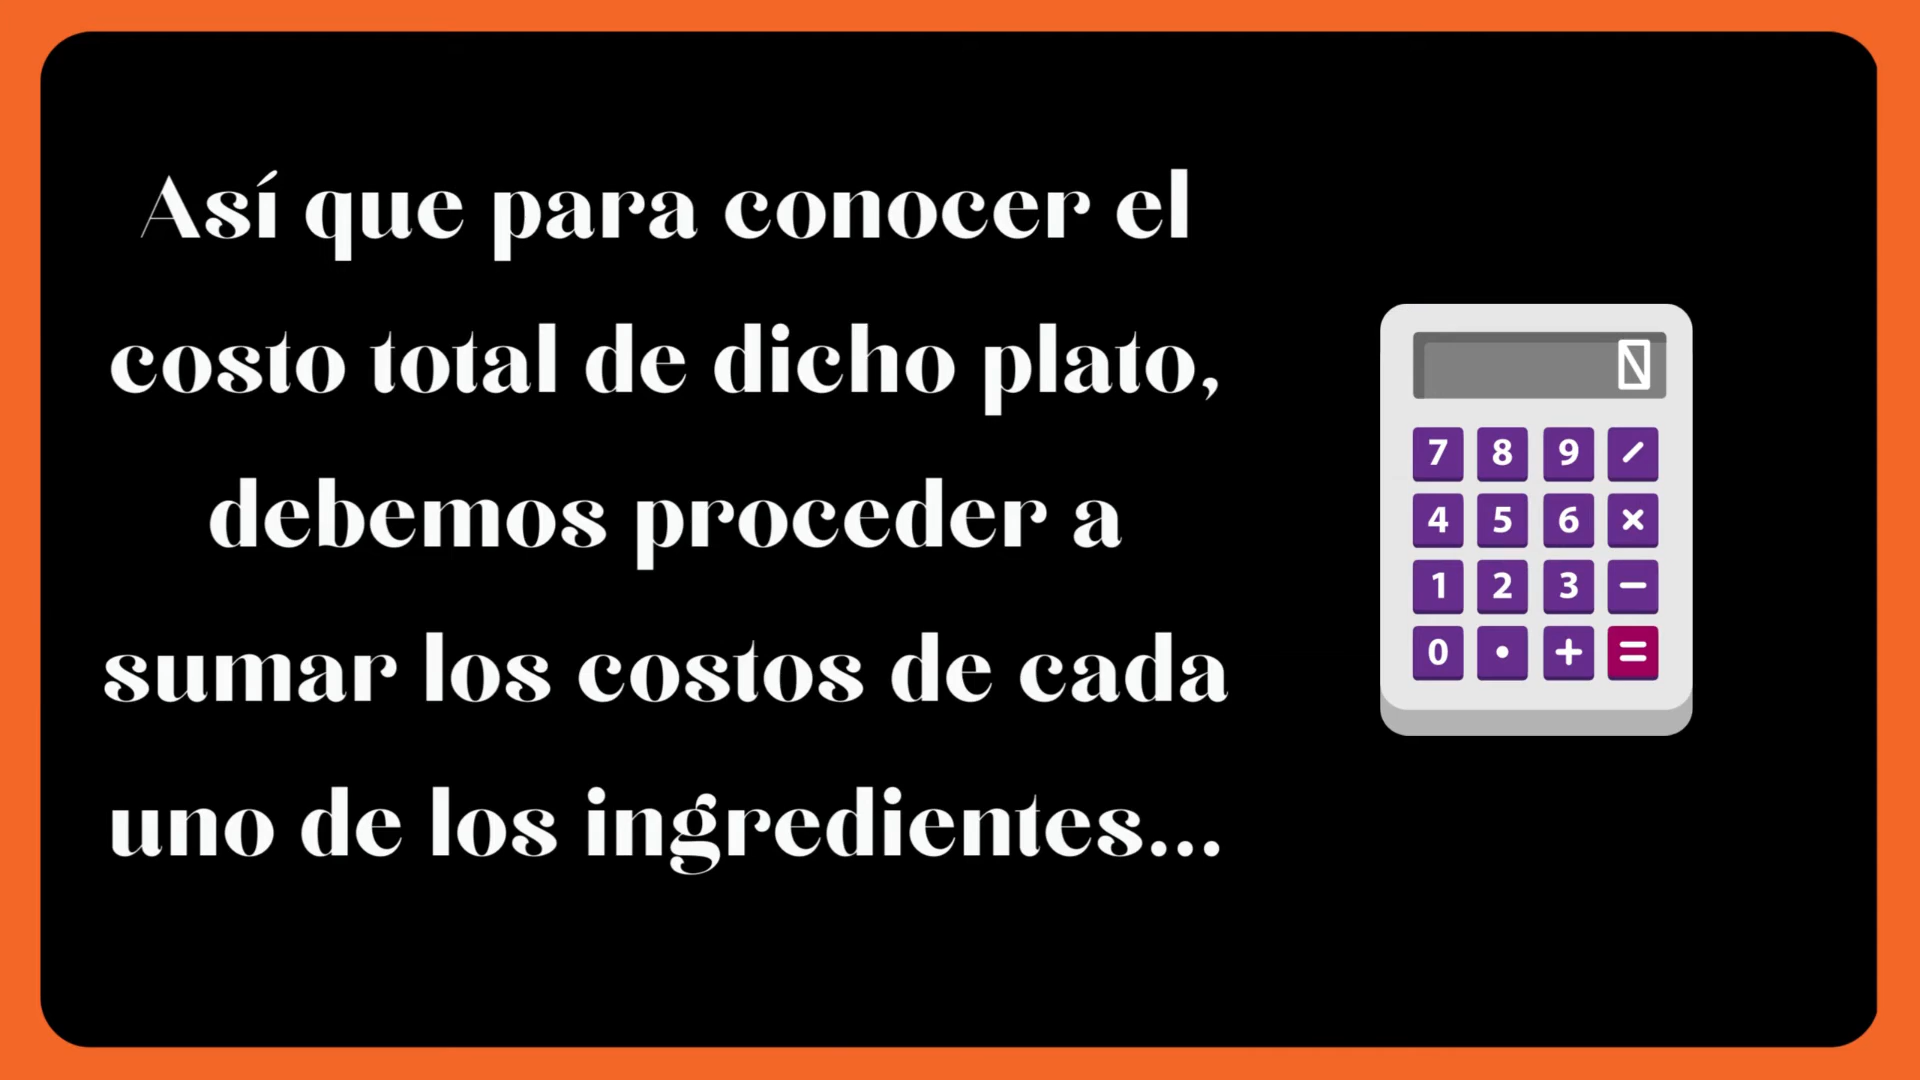 Así que para conocer el
costo total de dicho plato,
debemos proceder a
sumar los costos de cada
uno de los ingredientes...
0
7 8 9 /
4 5 6 ×
1 2 3 −
0 • + =